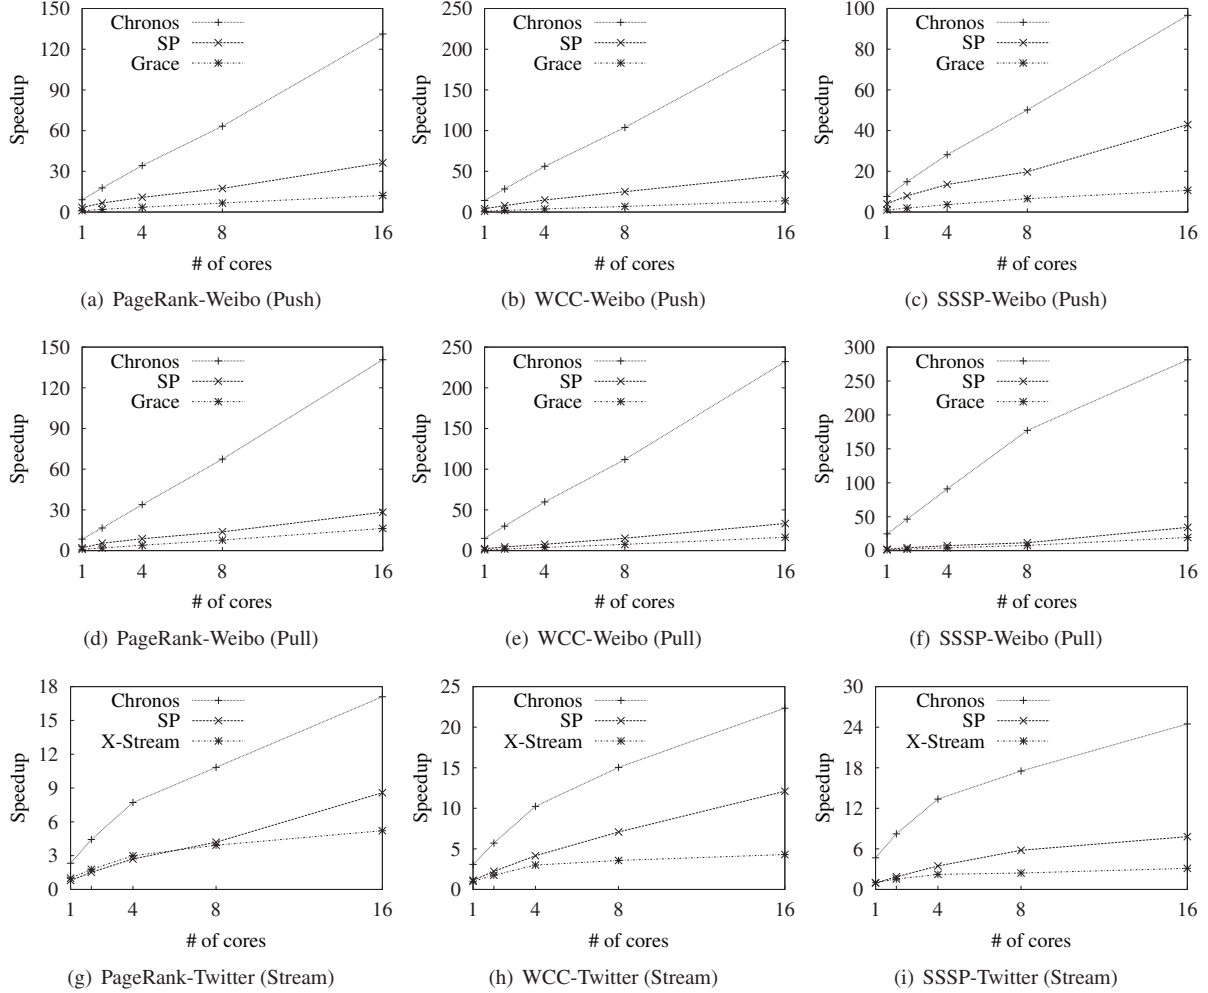 150
120
90
60
30
0
Speedup
Chronos
SP
Grace
1 4 8 16
# of cores
(a) PageRank-Weibo (Push)
250
200
150
100
50
0
Speedup
Chronos
SP
Grace
1 4 8 16
# of cores
(b) WCC-Weibo (Push)
100
80
60
40
20
0
Speedup
Chronos
SP
Grace
1 4 8 16
# of cores
(c) SSSP-Weibo (Push)
150
120
90
60
30
0
Speedup
Chronos
SP
Grace
1 4 8 16
# of cores
(d) PageRank-Weibo (Pull)
250
200
150
100
50
0
Speedup
Chronos
SP
Grace
1 4 8 16
# of cores
(e) WCC-Weibo (Pull)
300
250
200
150
100
50
0
Speedup
Chronos
SP
Grace
1 4 8 16
# of cores
(f) SSSP-Weibo (Pull)
18
15
12
9
6
3
0
Speedup
Chronos
SP
X-Stream
1 4 8 16
# of cores
(g) PageRank-Twitter (Stream)
25
20
15
10
5
0
Speedup
Chronos
SP
X-Stream
1 4 8 16
# of cores
(h) WCC-Twitter (Stream)
30
24
18
12
6
0
Speedup
Chronos
SP
X-Stream
1 4 8 16
# of cores
(i) SSSP-Twitter (Stream)